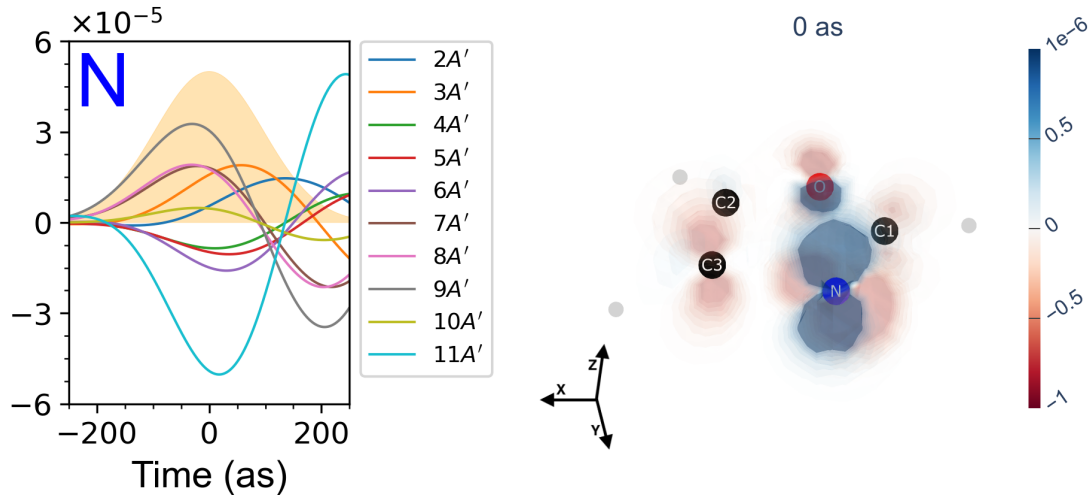 ×10⁻⁵
6
3
0
−3
−6
N
−200
0
200
Time (as)
2A′
3A′
4A′
5A′
6A′
7A′
8A′
9A′
10A′
11A′
0 as
O
C2
C1
C3
N
X
Z
Y
1e−6
0.5
0
−0.5
−1